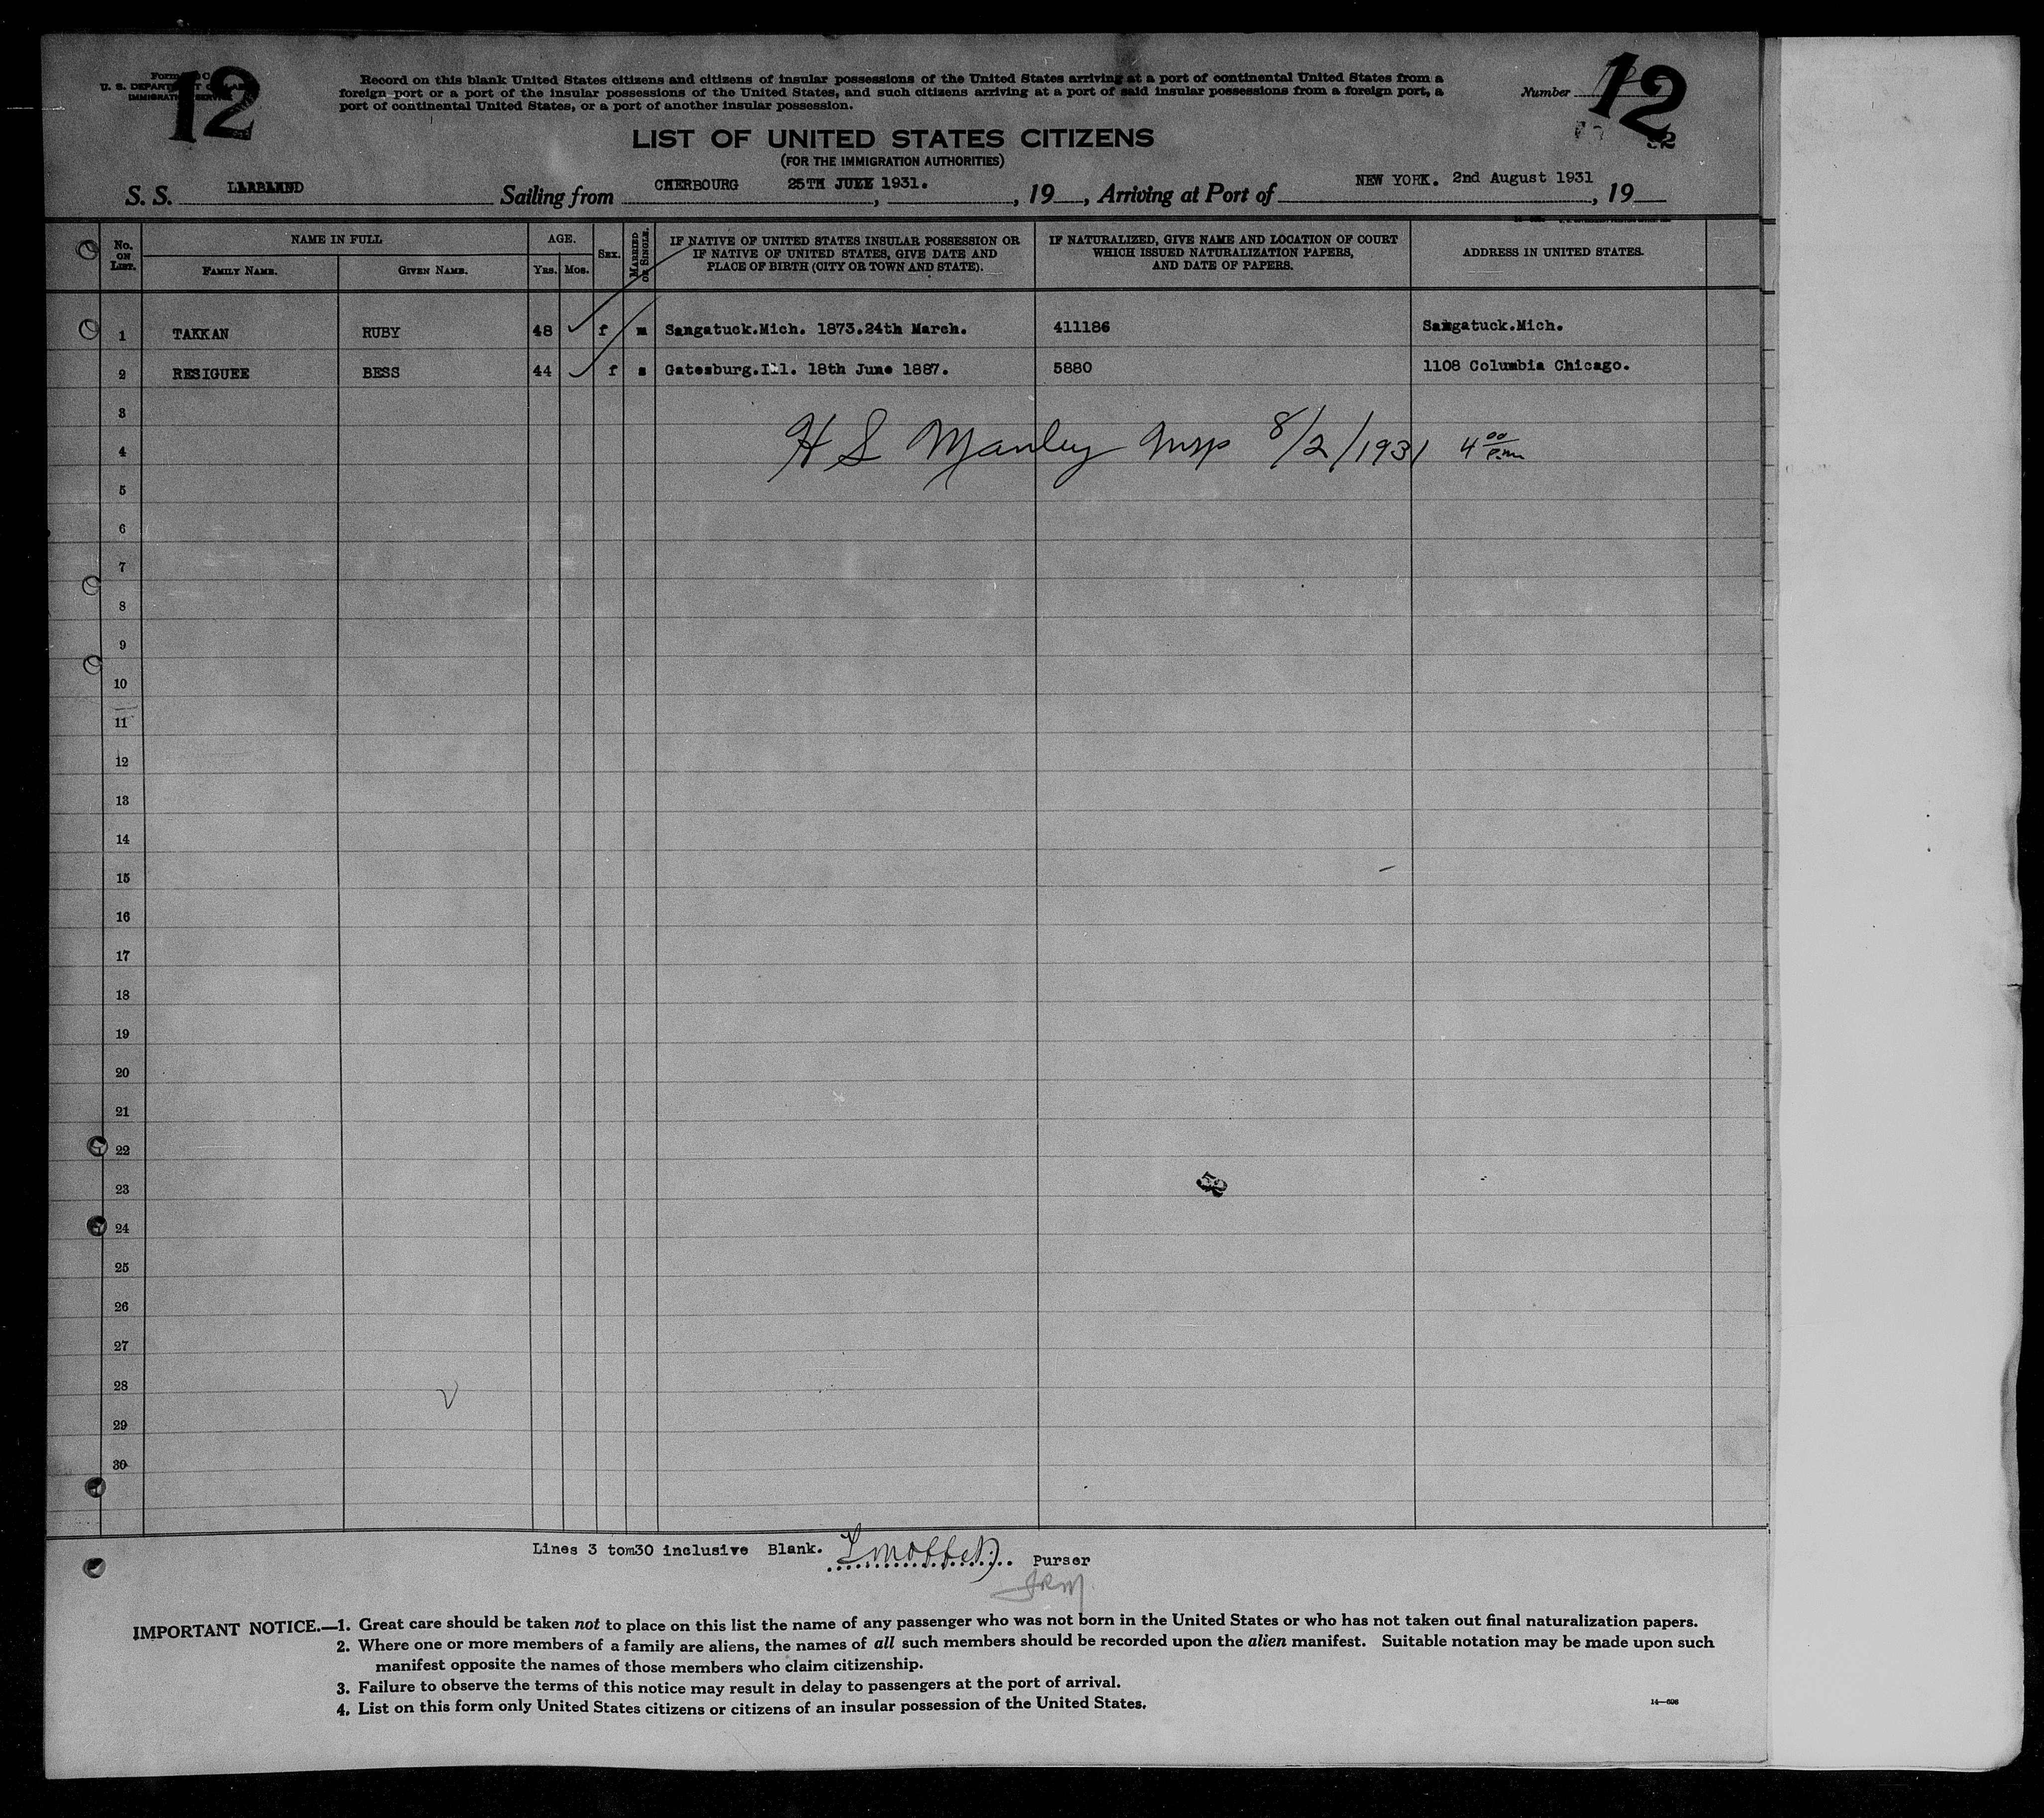 12
U. S. DEPARTMENT OF LABOR
IMMIGRATION SERVICE
Record on this blank United States citizens and citizens of insular possessions of the United States arriving at a port of continental United States from a
foreign port or a port of the insular possessions of the United States, and such citizens arriving at a port of said insular possessions from a foreign port, a
port of continental United States, or a port of another insular possession.
Number 12
LIST OF UNITED STATES CITIZENS
(FOR THE IMMIGRATION AUTHORITIES)
S. S. Sailing from CHERBOURG 25TH JULY 1931. , , 19 , Arriving at Port of NEW YORK. 2nd August 1931 , 19
No. ON LIST. NAME IN FULL AGE. SEX. MARRIED OR SINGLE. IF NATIVE OF UNITED STATES INSULAR POSSESSION OR IF NATIVE OF UNITED STATES, GIVE DATE AND PLACE OF BIRTH (CITY OR TOWN AND STATE). IF NATURALIZED, GIVE NAME AND LOCATION OF COURT WHICH ISSUED NATURALIZATION PAPERS, AND DATE OF PAPERS. ADDRESS IN UNITED STATES.
FAMILY NAME. GIVEN NAME. YRS. MOS.
1 TAKKAN RUBY 48 f m Sangatuck.Mich. 1873.24th March. 411186 Sangatuck.Mich.
2 RESIGUEE BESS 44 f s Gatesburg.Ill. 18th June 1887. 5880 1108 Columbia Chicago.
3
H S Manley Insp 8/2/1931 4 00 P.m
4
5
6
7
8
9
10
11
12
13
14
15
16
17
18
19
20
21
22
23
24
25
26
27
28
29
30
Lines 3 tom30 inclusive Blank. Purser
IMPORTANT NOTICE.—1. Great care should be taken not to place on this list the name of any passenger who was not born in the United States or who has not taken out final naturalization papers.
2. Where one or more members of a family are aliens, the names of all such members should be recorded upon the alien manifest. Suitable notation may be made upon such
manifest opposite the names of those members who claim citizenship.
3. Failure to observe the terms of this notice may result in delay to passengers at the port of arrival.
4. List on this form only United States citizens or citizens of an insular possession of the United States.
14—698